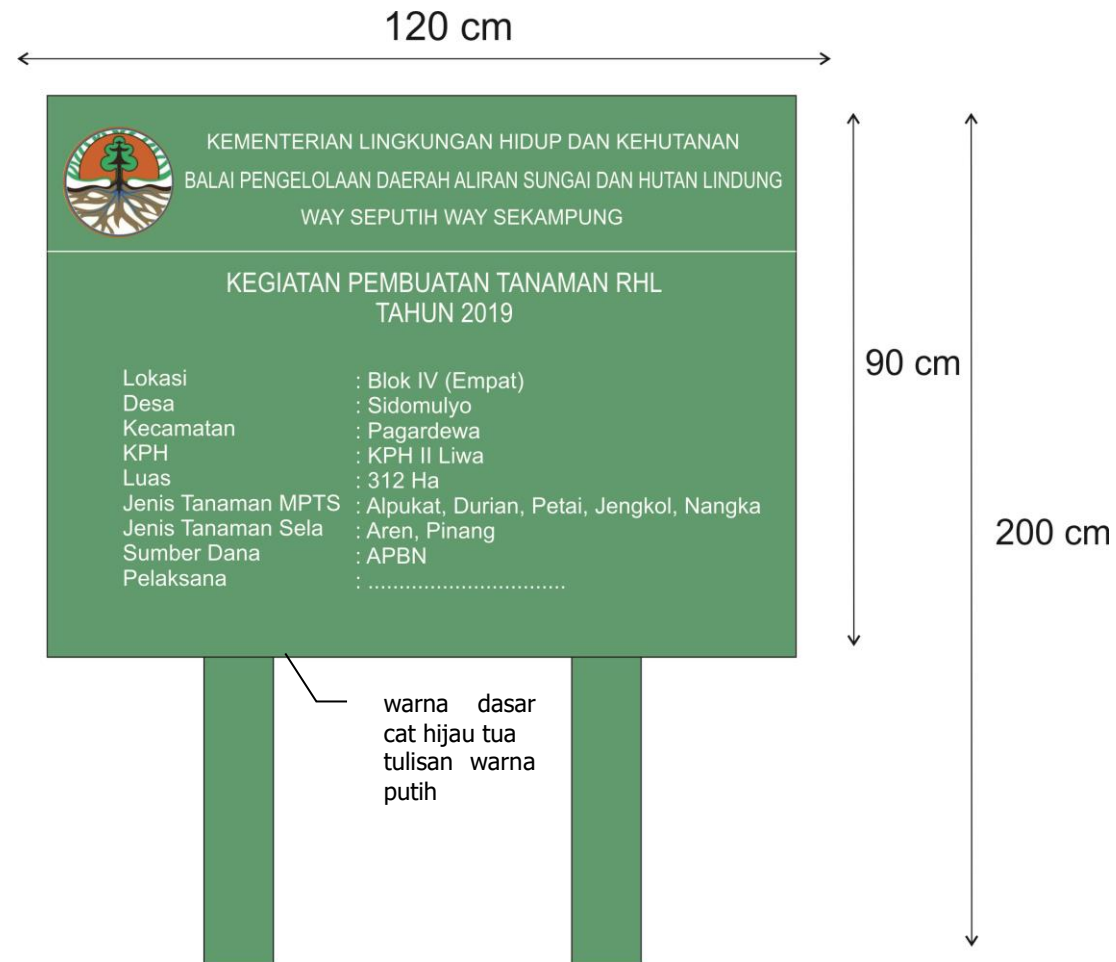 120 cm
KEMENTERIAN LINGKUNGAN HIDUP DAN KEHUTANAN
BALAI PENGELOLAAN DAERAH ALIRAN SUNGAI DAN HUTAN LINDUNG
WAY SEPUTIH WAY SEKAMPUNG
KEGIATAN PEMBUATAN TANAMAN RHL
TAHUN 2019
Lokasi : Blok IV (Empat)
Desa : Sidomulyo
Kecamatan : Pagardewa
KPH : KPH II Liwa
Luas : 312 Ha
Jenis Tanaman MPTS : Alpukat, Durian, Petai, Jengkol, Nangka
Jenis Tanaman Sela : Aren, Pinang
Sumber Dana : APBN
Pelaksana : ................................
90 cm
200 cm
warna dasar
cat hijau tua
tulisan warna
putih